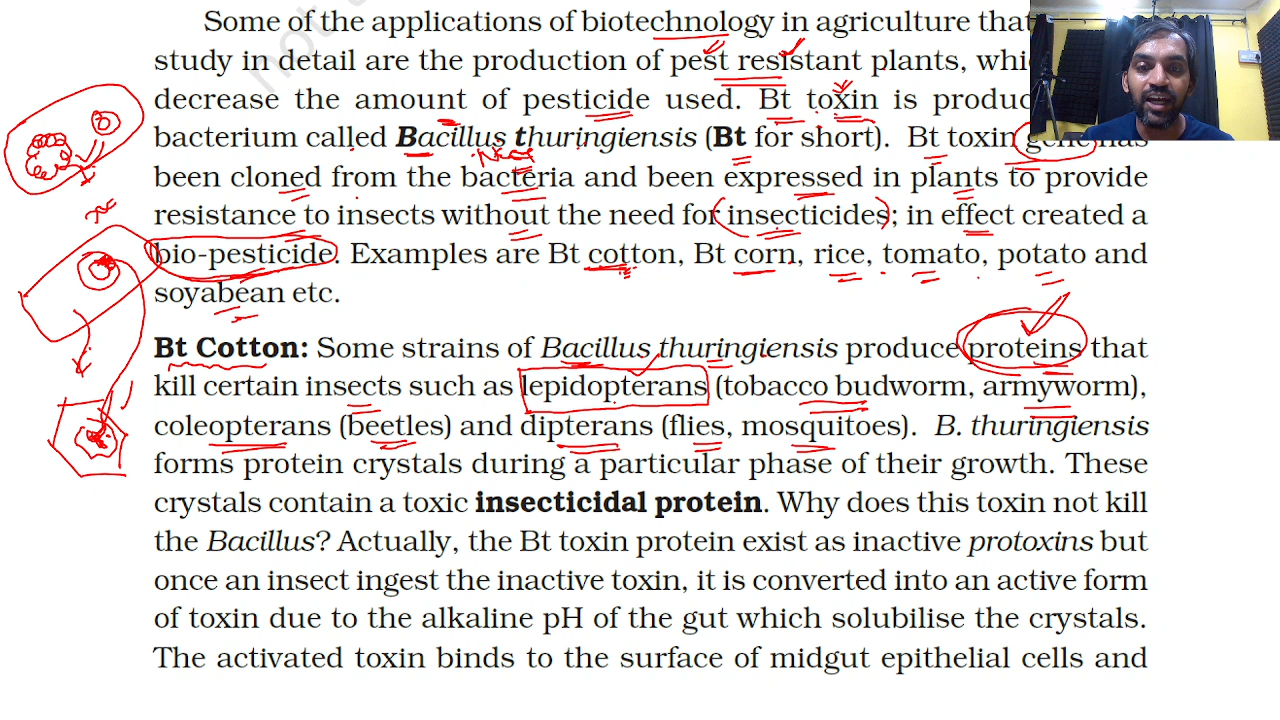 Some of the applications of biotechnology in agriculture that
study in detail are the production of pest resistant plants,
decrease the amount of pesticide used. Bt toxin is
bacterium called Bacillus thuringiensis (Bt for short). Bt toxin gene has
been cloned from the bacteria and been expressed in plants to provide
resistance to insects without the need for insecticides; in effect created a
bio-pesticide. Examples are Bt cotton, Bt corn, rice, tomato, potato and
soyabean etc.
Bt Cotton: Some strains of Bacillus thuringiensis produce proteins that
kill certain insects such as lepidopterans (tobacco budworm, armyworm),
coleopterans (beetles) and dipterans (flies, mosquitoes). B. thuringiensis
forms protein crystals during a particular phase of their growth. These
crystals contain a toxic insecticidal protein. Why does this toxin not kill
the Bacillus? Actually, the Bt toxin protein exist as inactive protoxins but
once an insect ingest the inactive toxin, it is converted into an active form
of toxin due to the alkaline pH of the gut which solubilise the crystals.
The activated toxin binds to the surface of midgut epithelial cells and